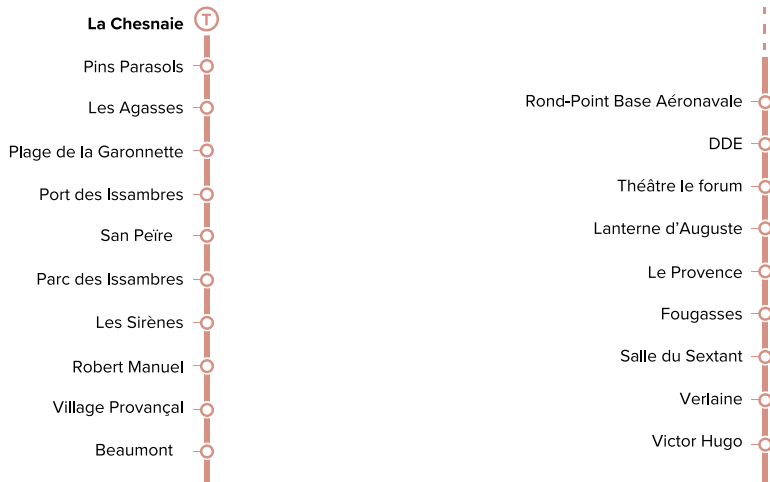 La Chesnaie T
Pins Parasols
Les Agasses
Plage de la Garonnette
Port des Issambres
San Peïre
Parc des Issambres
Les Sirènes
Robert Manuel
Village Provançal
Beaumont
Rond-Point Base Aéronavale
DDE
Théâtre le forum
Lanterne d’Auguste
Le Provence
Fougasses
Salle du Sextant
Verlaine
Victor Hugo